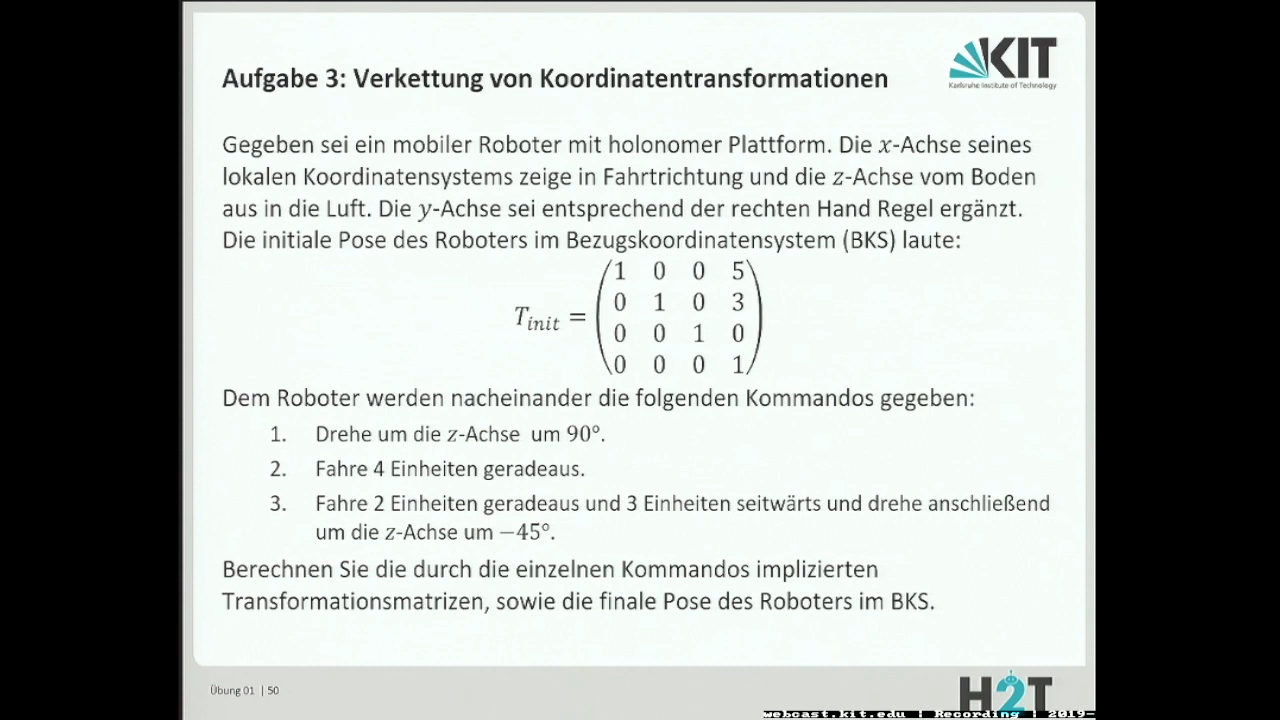 Aufgabe 3: Verkettung von Koordinatentransformationen
KIT
Karlsruhe Institute of Technology
Gegeben sei ein mobiler Roboter mit holonomer Plattform. Die x-Achse seines
lokalen Koordinatensystems zeige in Fahrtrichtung und die z-Achse vom Boden
aus in die Luft. Die y-Achse sei entsprechend der rechten Hand Regel ergänzt.
Die initiale Pose des Roboters im Bezugskoordinatensystem (BKS) laute:
1 0 0 5
0 1 0 3
T_init =
0 0 1 0
0 0 0 1
Dem Roboter werden nacheinander die folgenden Kommandos gegeben:
1. Drehe um die z-Achse um 90°.
2. Fahre 4 Einheiten geradeaus.
3. Fahre 2 Einheiten geradeaus und 3 Einheiten seitwärts und drehe anschließend
um die z-Achse um −45°.
Berechnen Sie die durch die einzelnen Kommandos implizierten
Transformationsmatrizen, sowie die finale Pose des Roboters im BKS.
Übung 01 | 50
H2T
webcast.kit.edu | Recording | 2019-